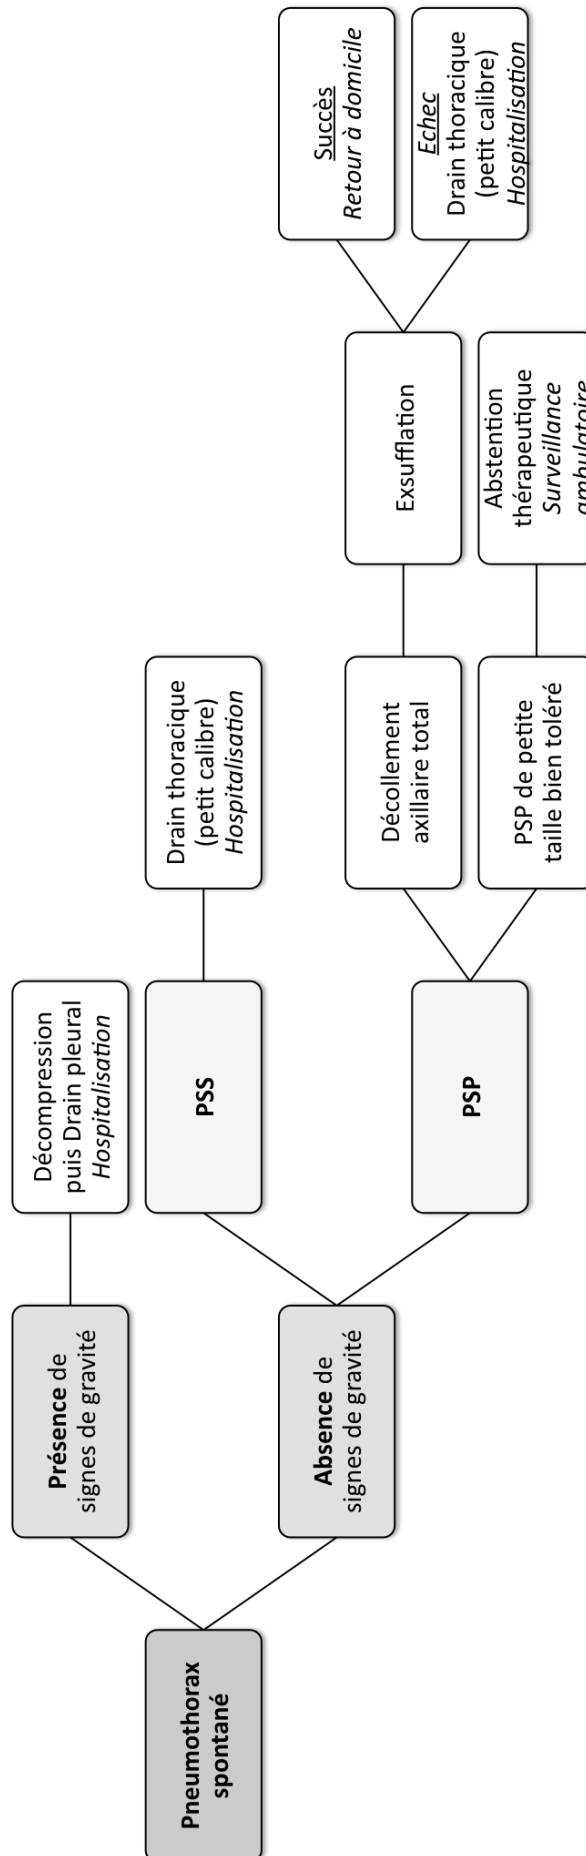 Pneumothorax
spontané
Présence de
signes de gravité
Décompression
puis Drain pleural
Hospitalisation
Absence de
signes de gravité
PSS
Drain thoracique
(petit calibre)
Hospitalisation
PSP
Décollement
axillaire total
Exsufflation
Succès
Retour à domicile
Echec
Drain thoracique
(petit calibre)
Hospitalisation
PSP de petite
taille bien toléré
Abstention
thérapeutique
Surveillance
ambulatoire